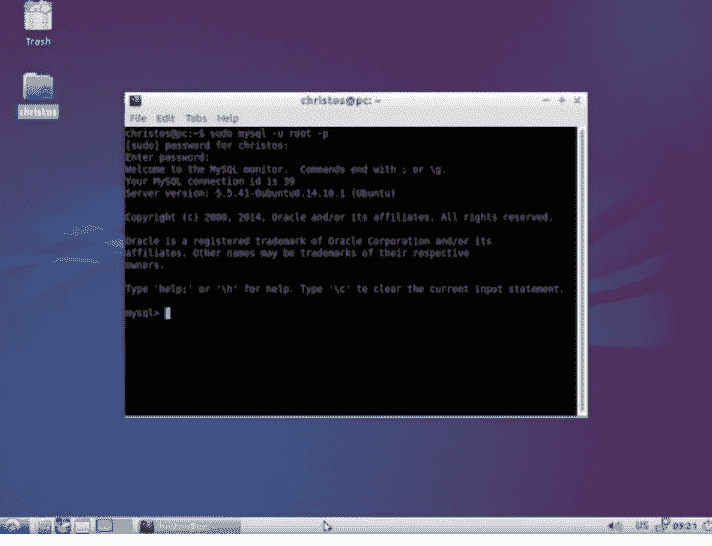 Trash
christos
christos@pc: ~
File Edit Tabs Help
christos@pc:~$ sudo mysql -u root -p
[sudo] password for christos:
Enter password:
Welcome to the MySQL monitor.  Commands end with ; or \g.
Your MySQL connection id is 39
Server version: 5.5.41-0ubuntu0.14.10.1 (Ubuntu)
Copyright (c) 2000, 2014, Oracle and/or its affiliates. All rights reserved.
Oracle is a registered trademark of Oracle Corporation and/or its
affiliates. Other names may be trademarks of their respective
owners.
Type 'help;' or '\h' for help. Type '\c' to clear the current input statement.
mysql>
US 09:21